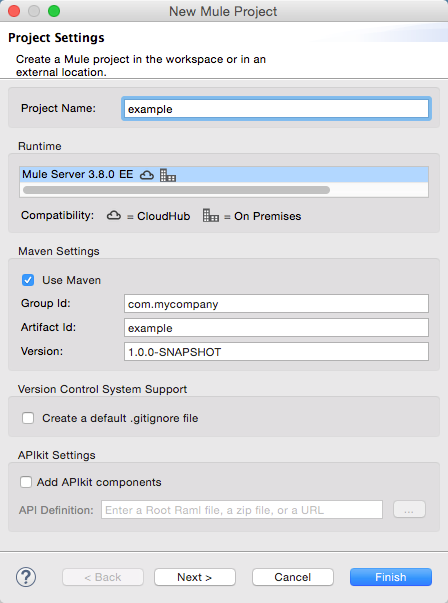 New Mule Project
Project Settings
Create a Mule project in the workspace or in an
external location.
Project Name: example
Runtime
Mule Server 3.8.0 EE
Compatibility: = CloudHub = On Premises
Maven Settings
Use Maven
Group Id: com.mycompany
Artifact Id: example
Version: 1.0.0-SNAPSHOT
Version Control System Support
Create a default .gitignore file
APIkit Settings
Add APIkit components
API Definition: Enter a Root Raml file, a zip file, or a URL ...
? < Back Next > Cancel Finish